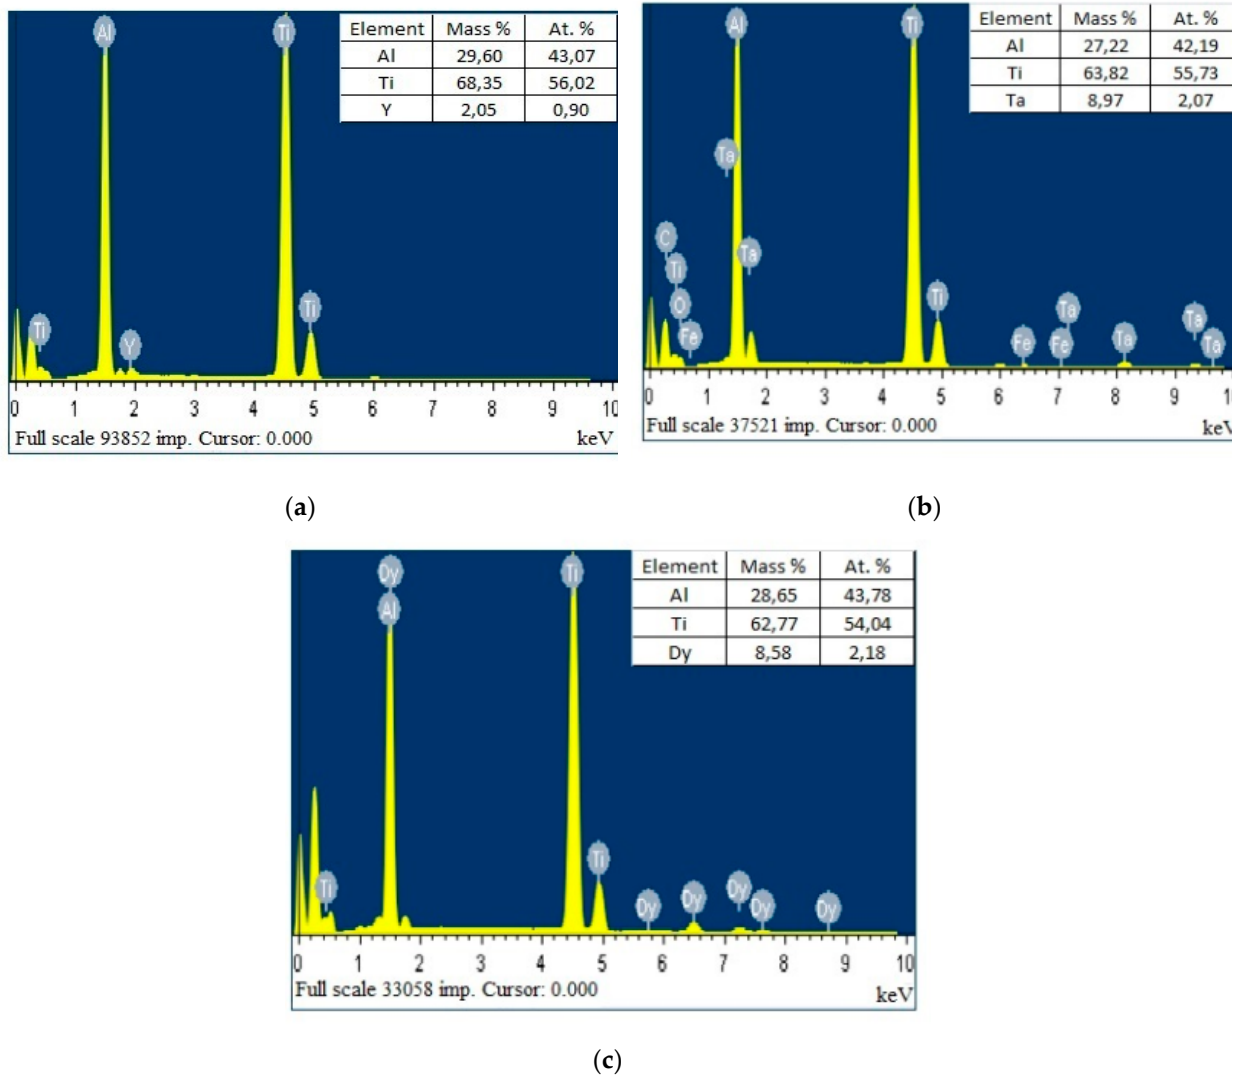 Al
Ti
Ti
Y
Ti
Element Mass % At. %
Al 29,60 43,07
Ti 68,35 56,02
Y 2,05 0,90
0 1 2 3 4 5 6 7 8 9 10
Full scale 93852 imp. Cursor: 0.000 keV
(a)
Al
Ti
Ta
C
Ti
O
Fe
Ta
Ti
Fe
Ta
Fe
Ta
Ta
Ta
Element Mass % At. %
Al 27,22 42,19
Ti 63,82 55,73
Ta 8,97 2,07
0 1 2 3 4 5 6 7 8 9 1
Full scale 37521 imp. Cursor: 0.000 keV
(b)
Dy
Al
Ti
Ti
Ti
Dy
Dy
Dy
Dy
Dy
Element Mass % At. %
Al 28,65 43,78
Ti 62,77 54,04
Dy 8,58 2,18
0 1 2 3 4 5 6 7 8 9 10
Full scale 33058 imp. Cursor: 0.000 keV
(c)